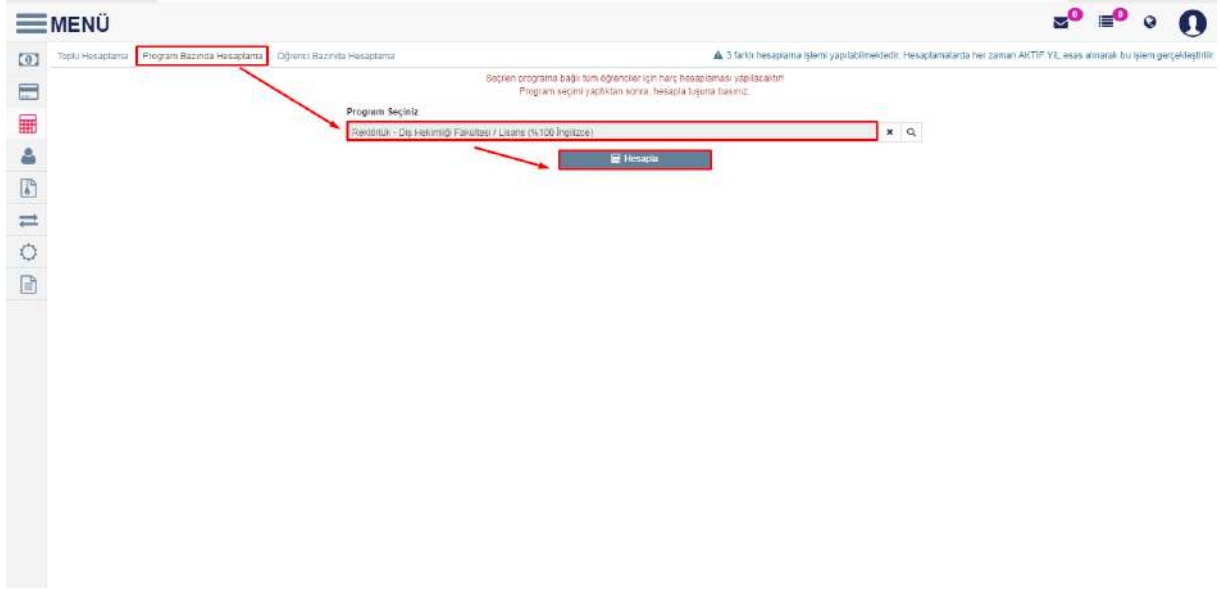 MENÜ
0
0
Toplu Hesaplama
Program Bazında Hesaplama
Öğrenci Bazında Hesaplama
3 farklı hesaplama işlemi yapılabilmektedir. Hesaplamalarda her zaman AKTİF YIL esas alınarak bu işlem gerçekleştirilir.
Seçilen programa bağlı tüm öğrenciler için harç hesaplaması yapılacaktır!
Program seçimi yaptıktan sonra, hesapla tuşuna basınız.
Program Seçiniz
Rektörlük - Diş Hekimliği Fakültesi / Lisans (%100 İngilizce)
Hesapla